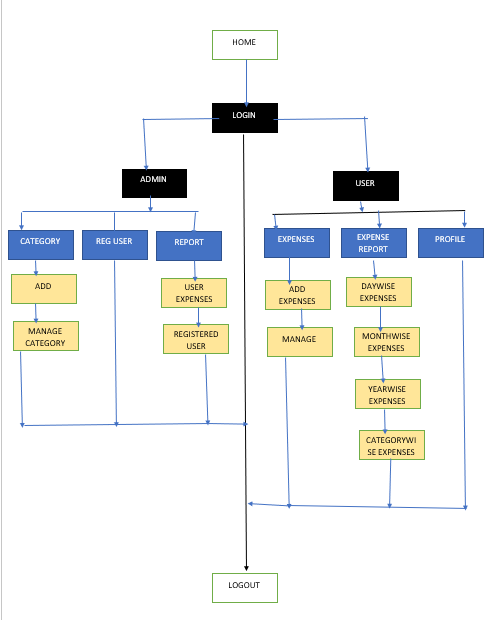 HOME
LOGIN
ADMIN
USER
CATEGORY
REG USER
REPORT
EXPENSES
EXPENSE
REPORT
PROFILE
ADD
USER
EXPENSES
ADD
EXPENSES
DAYWISE
EXPENSES
MANAGE
CATEGORY
REGISTERED
USER
MANAGE
MONTHWISE
EXPENSES
YEARWISE
EXPENSES
CATEGORYWI
SE EXPENSES
LOGOUT